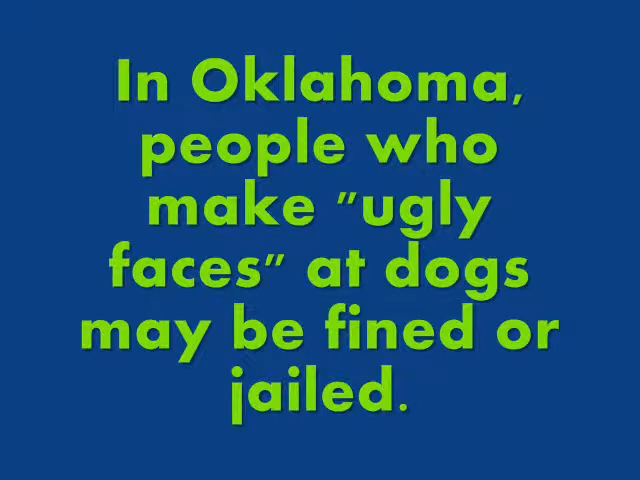 In Oklahoma,
people who
make "ugly
faces" at dogs
may be fined or
jailed.